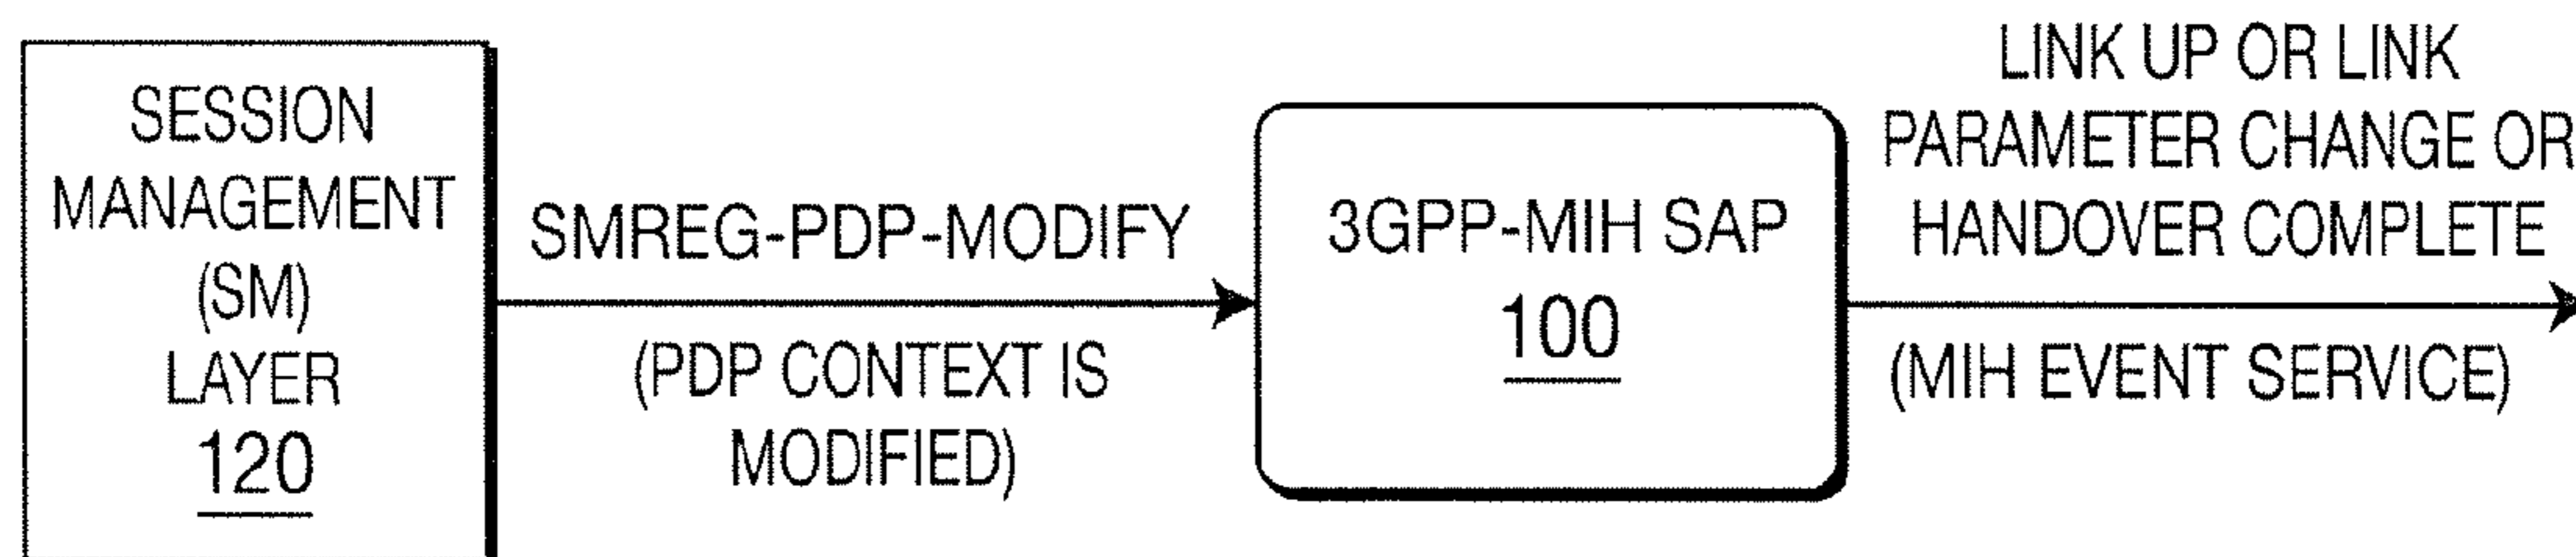 SESSION
MANAGEMENT
(SM)
LAYER
120
SMREG-PDP-MODIFY
(PDP CONTEXT IS
MODIFIED)
3GPP-MIH SAP
100
LINK UP OR LINK
PARAMETER CHANGE OR
HANDOVER COMPLETE
(MIH EVENT SERVICE)